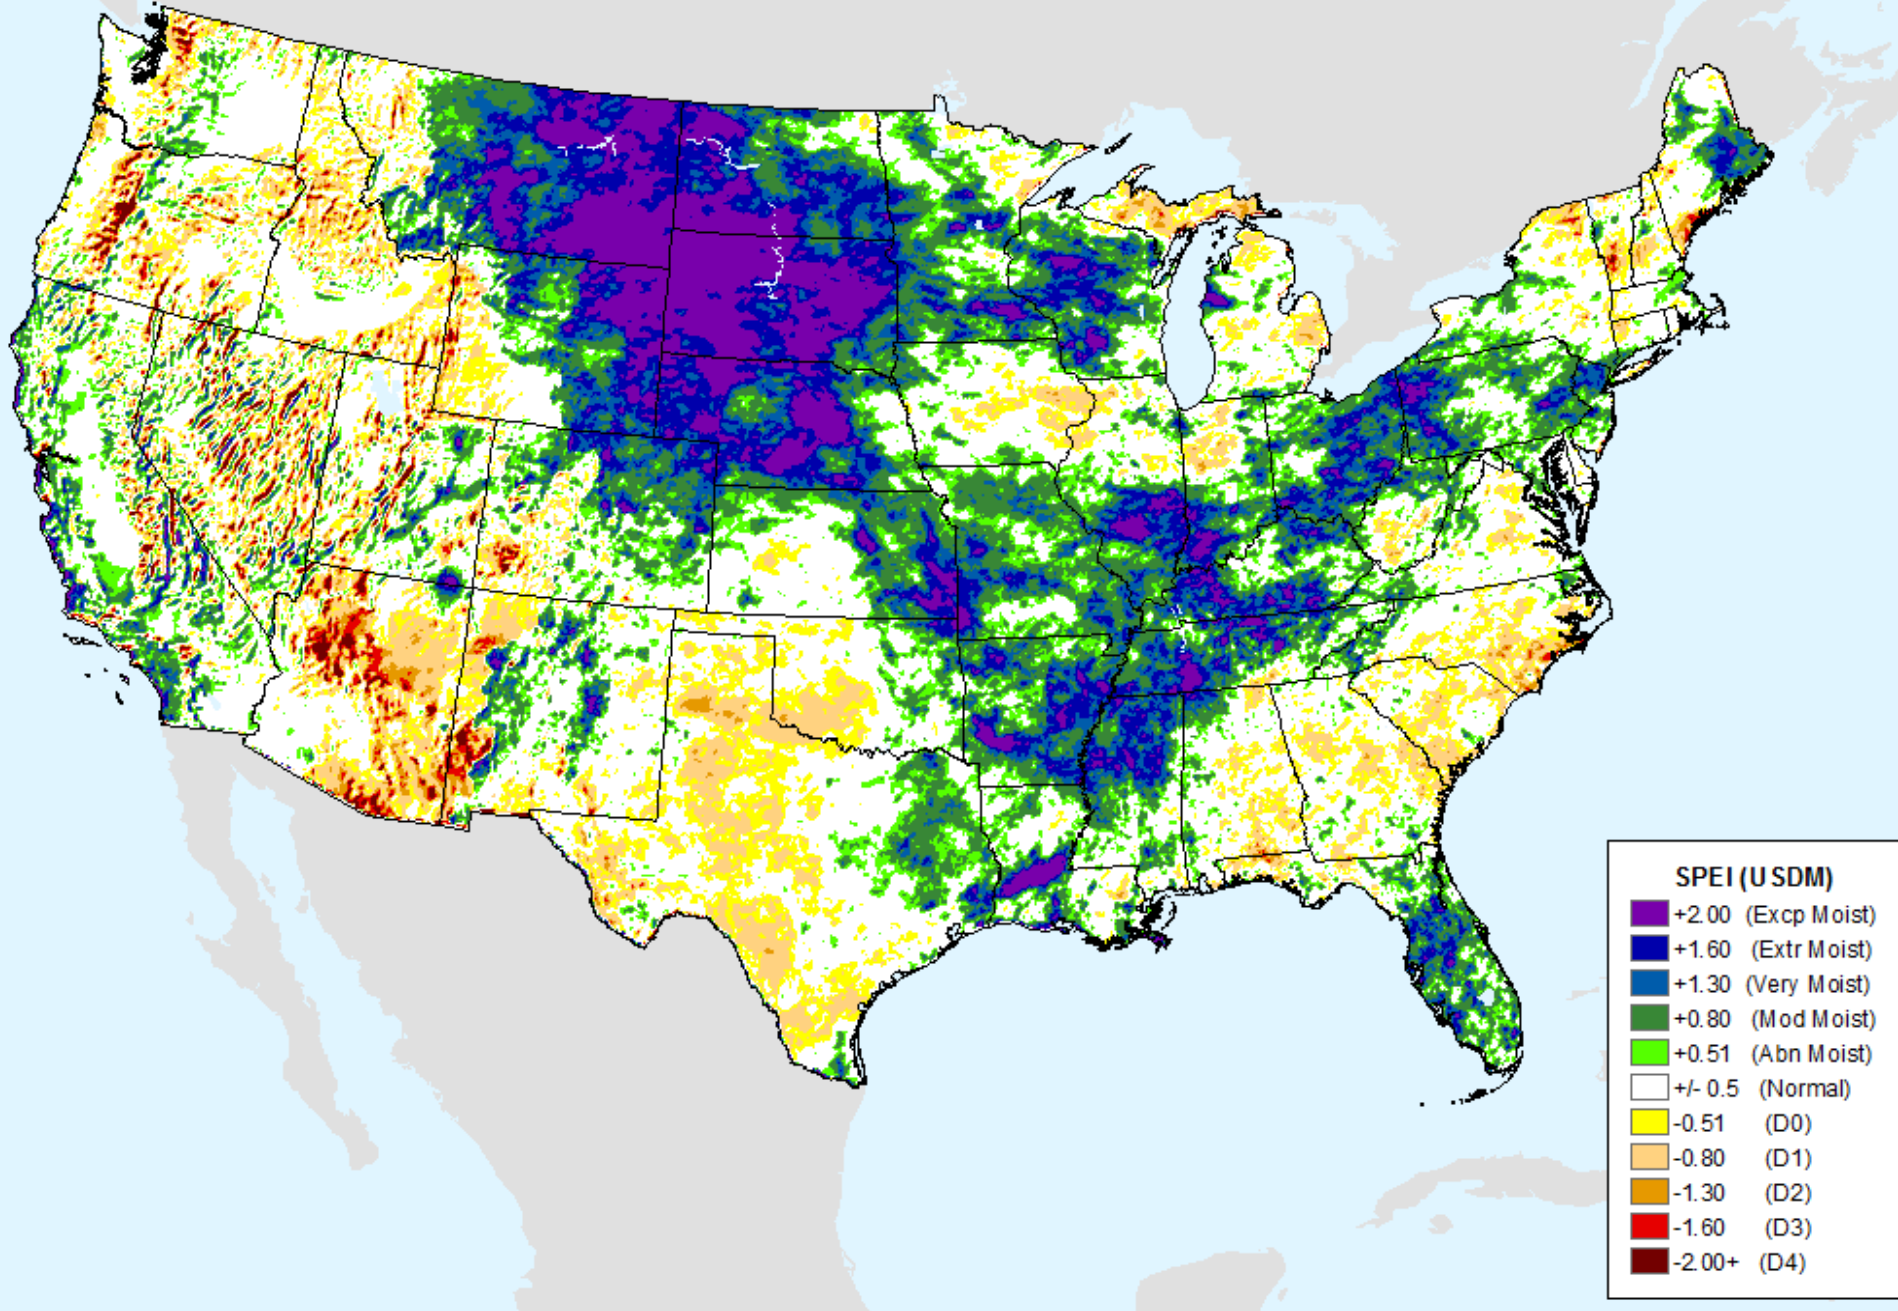 SPEI (USDM)
+2.00 (Excp Moist)
+1.60 (Extr Moist)
+1.30 (Very Moist)
+0.80 (Mod Moist)
+0.51 (Abn Moist)
+/- 0.5 (Normal)
-0.51 (D0)
-0.80 (D1)
-1.30 (D2)
-1.60 (D3)
-2.00+ (D4)